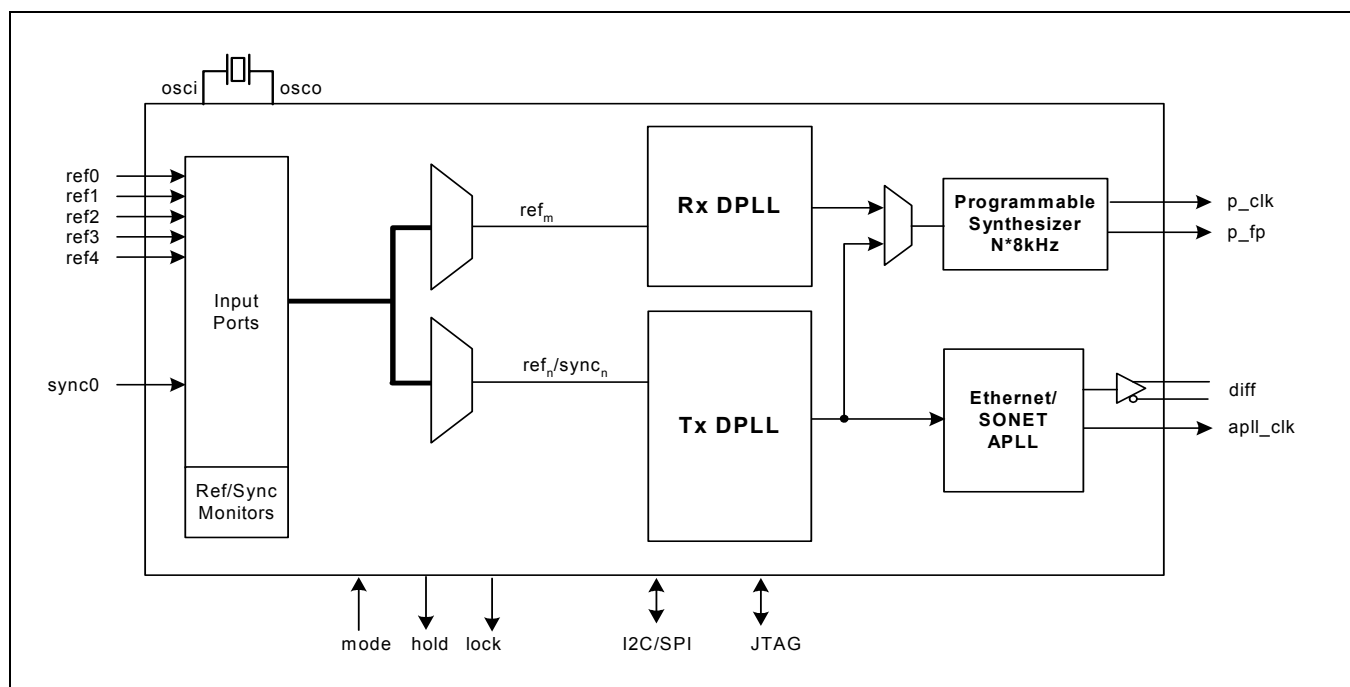 osci
osco
ref0
ref1
ref2
ref3
ref4
sync0
Input
Ports
Ref/Sync
Monitors
refm
refn/syncn
Rx DPLL
Tx DPLL
Programmable
Synthesizer
N*8kHz
Ethernet/
SONET
APLL
p_clk
p_fp
diff
apll_clk
mode
hold
lock
I2C/SPI
JTAG